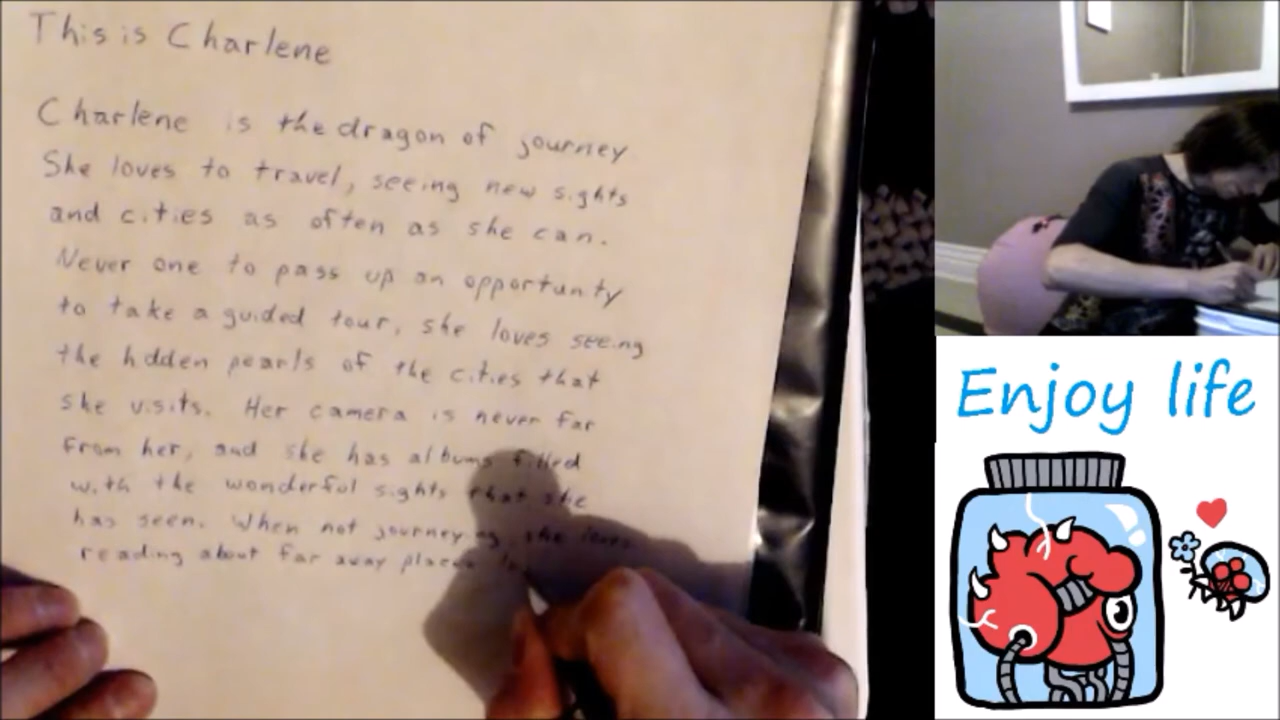 This is Charlene
Charlene is the dragon of journey
She loves to travel, seeing new sights
and cities as often as she can.
Never one to pass up an opportunity
to take a guided tour, she loves seeing
the hdden pearls of the cities that
she visits. Her camera is never far
from her, and she has albums filled
with the wonderful sights that she
has seen. When not journeying she loves
reading about far away places
Enjoy life